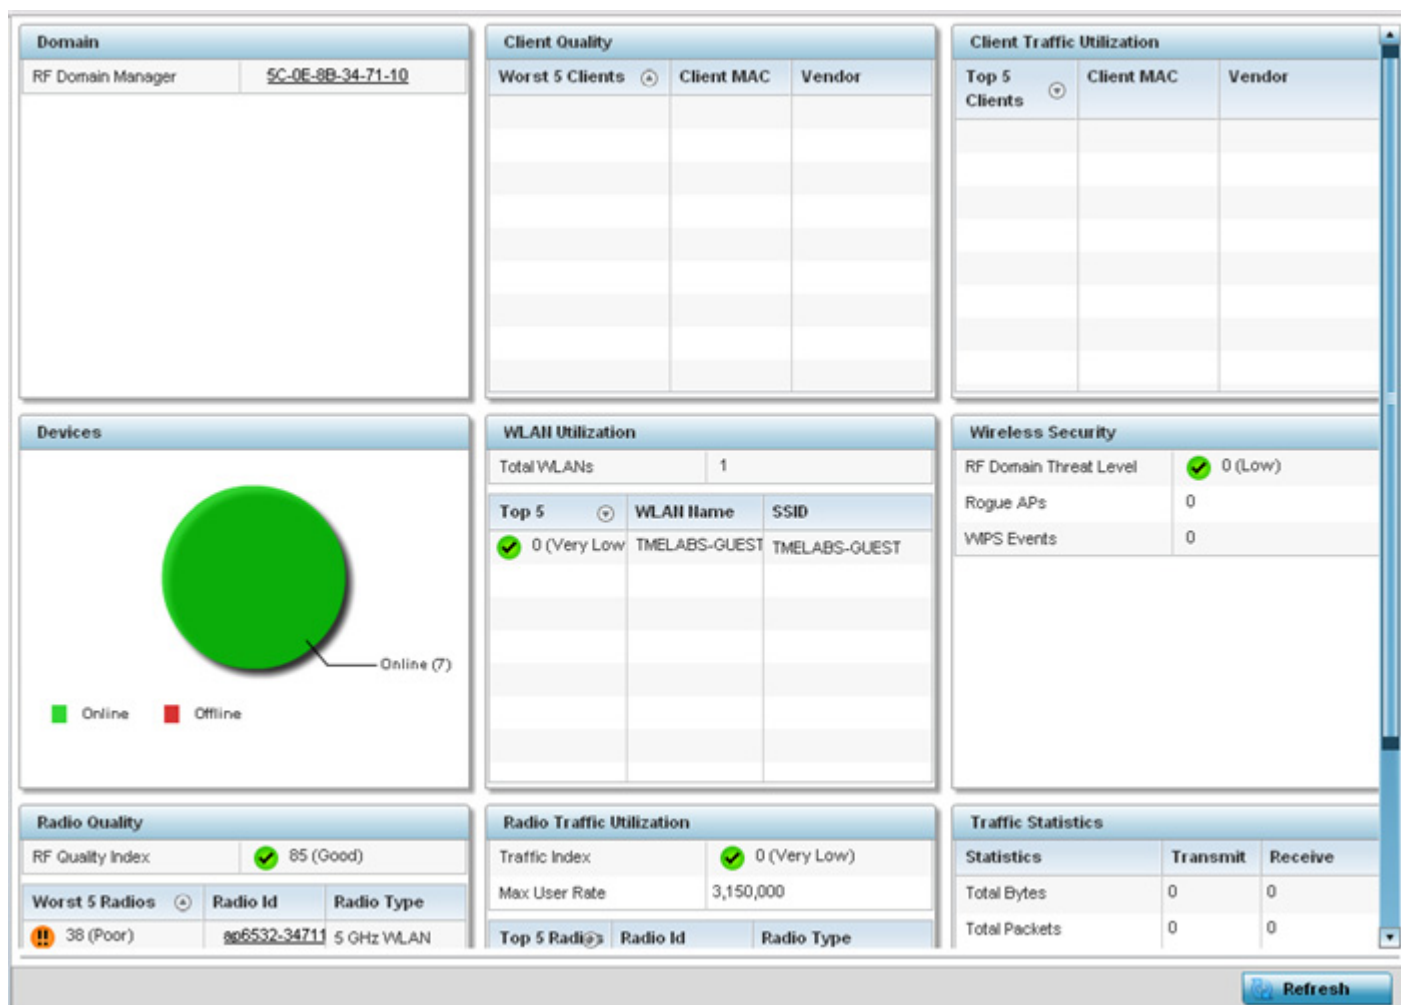 Domain
RF Domain Manager 5C-0E-8B-34-71-10
Client Quality
Worst 5 Clients Client MAC Vendor
Client Traffic Utilization
Top 5 Clients Client MAC Vendor
Devices
Online (7)
Online Offline
WLAN Utilization
Total WLANs 1
Top 5 WLAN Name SSID
0 (Very Low TMELABS-GUEST TMELABS-GUEST
Wireless Security
RF Domain Threat Level 0 (Low)
Rogue APs 0
WIPS Events 0
Radio Quality
RF Quality Index 85 (Good)
Worst 5 Radios Radio Id Radio Type
38 (Poor) ap6532-34711 5 GHz WLAN
Radio Traffic Utilization
Traffic Index 0 (Very Low)
Max User Rate 3,150,000
Top 5 Radios Radio Id Radio Type
Traffic Statistics
Statistics Transmit Receive
Total Bytes 0 0
Total Packets 0 0
Refresh